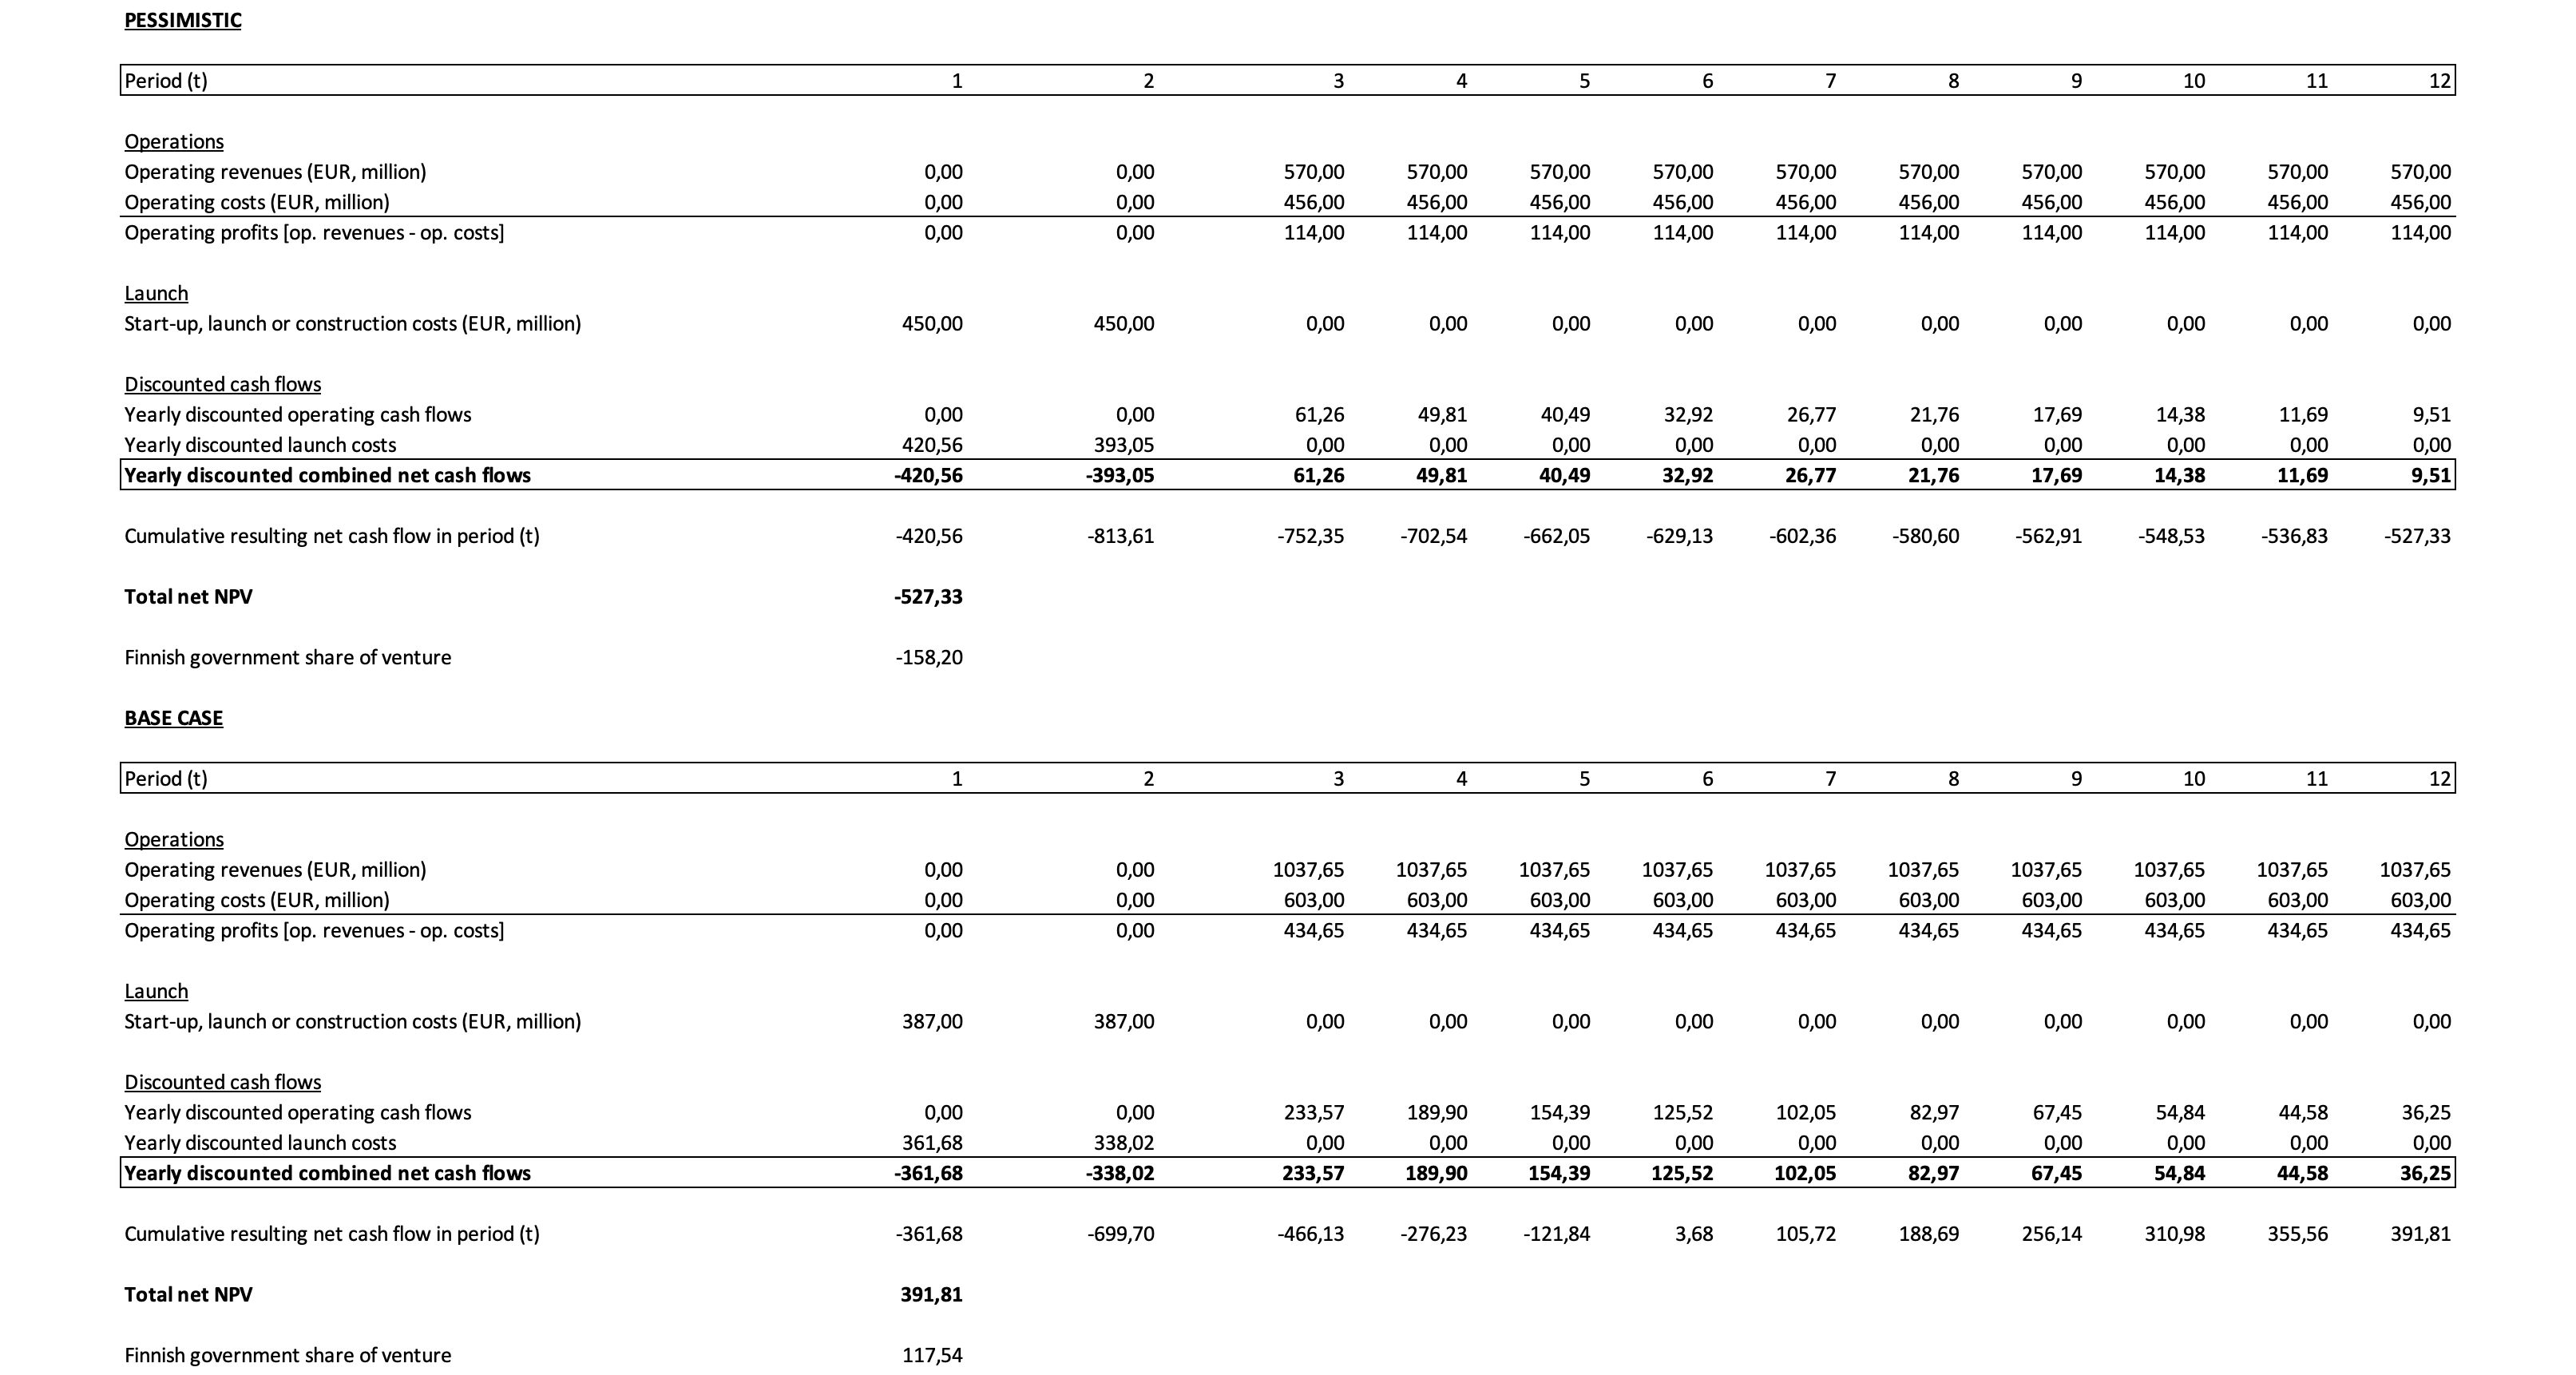 PESSIMISTIC
Period (t) 1 2 3 4 5 6 7 8 9 10 11 12
Operations
Operating revenues (EUR, million) 0,00 0,00 570,00 570,00 570,00 570,00 570,00 570,00 570,00 570,00 570,00 570,00
Operating costs (EUR, million) 0,00 0,00 456,00 456,00 456,00 456,00 456,00 456,00 456,00 456,00 456,00 456,00
Operating profits [op. revenues - op. costs] 0,00 0,00 114,00 114,00 114,00 114,00 114,00 114,00 114,00 114,00 114,00 114,00
Launch
Start-up, launch or construction costs (EUR, million) 450,00 450,00 0,00 0,00 0,00 0,00 0,00 0,00 0,00 0,00 0,00 0,00
Discounted cash flows
Yearly discounted operating cash flows 0,00 0,00 61,26 49,81 40,49 32,92 26,77 21,76 17,69 14,38 11,69 9,51
Yearly discounted launch costs 420,56 393,05 0,00 0,00 0,00 0,00 0,00 0,00 0,00 0,00 0,00 0,00
Yearly discounted combined net cash flows -420,56 -393,05 61,26 49,81 40,49 32,92 26,77 21,76 17,69 14,38 11,69 9,51
Cumulative resulting net cash flow in period (t) -420,56 -813,61 -752,35 -702,54 -662,05 -629,13 -602,36 -580,60 -562,91 -548,53 -536,83 -527,33
Total net NPV -527,33
Finnish government share of venture -158,20
BASE CASE
Period (t) 1 2 3 4 5 6 7 8 9 10 11 12
Operations
Operating revenues (EUR, million) 0,00 0,00 1037,65 1037,65 1037,65 1037,65 1037,65 1037,65 1037,65 1037,65 1037,65 1037,65
Operating costs (EUR, million) 0,00 0,00 603,00 603,00 603,00 603,00 603,00 603,00 603,00 603,00 603,00 603,00
Operating profits [op. revenues - op. costs] 0,00 0,00 434,65 434,65 434,65 434,65 434,65 434,65 434,65 434,65 434,65 434,65
Launch
Start-up, launch or construction costs (EUR, million) 387,00 387,00 0,00 0,00 0,00 0,00 0,00 0,00 0,00 0,00 0,00 0,00
Discounted cash flows
Yearly discounted operating cash flows 0,00 0,00 233,57 189,90 154,39 125,52 102,05 82,97 67,45 54,84 44,58 36,25
Yearly discounted launch costs 361,68 338,02 0,00 0,00 0,00 0,00 0,00 0,00 0,00 0,00 0,00 0,00
Yearly discounted combined net cash flows -361,68 -338,02 233,57 189,90 154,39 125,52 102,05 82,97 67,45 54,84 44,58 36,25
Cumulative resulting net cash flow in period (t) -361,68 -699,70 -466,13 -276,23 -121,84 3,68 105,72 188,69 256,14 310,98 355,56 391,81
Total net NPV 391,81
Finnish government share of venture 117,54